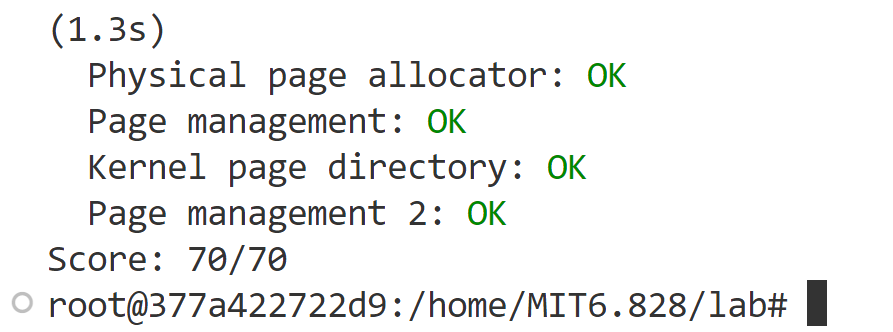 (1.3s)
Physical page allocator: OK
Page management: OK
Kernel page directory: OK
Page management 2: OK
Score: 70/70
root@377a422722d9:/home/MIT6.828/lab#